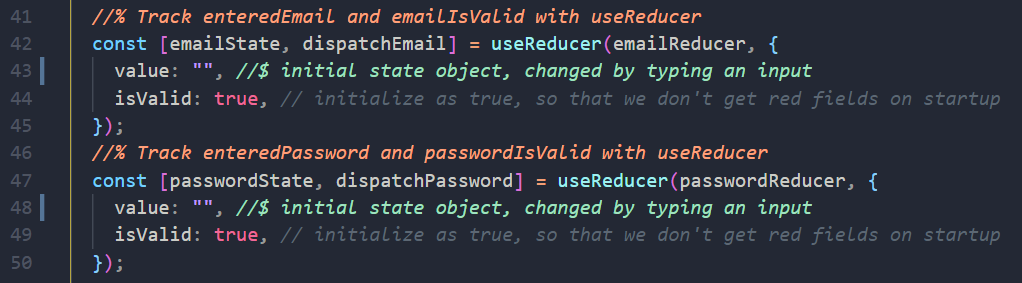 41 //% Track enteredEmail and emailIsValid with useReducer
42 const [emailState, dispatchEmail] = useReducer(emailReducer, {
43 value: "", //$ initial state object, changed by typing an input
44 isValid: true, // initialize as true, so that we don't get red fields on startup
45 });
46 //% Track enteredPassword and passwordIsValid with useReducer
47 const [passwordState, dispatchPassword] = useReducer(passwordReducer, {
48 value: "", //$ initial state object, changed by typing an input
49 isValid: true, // initialize as true, so that we don't get red fields on startup
50 });